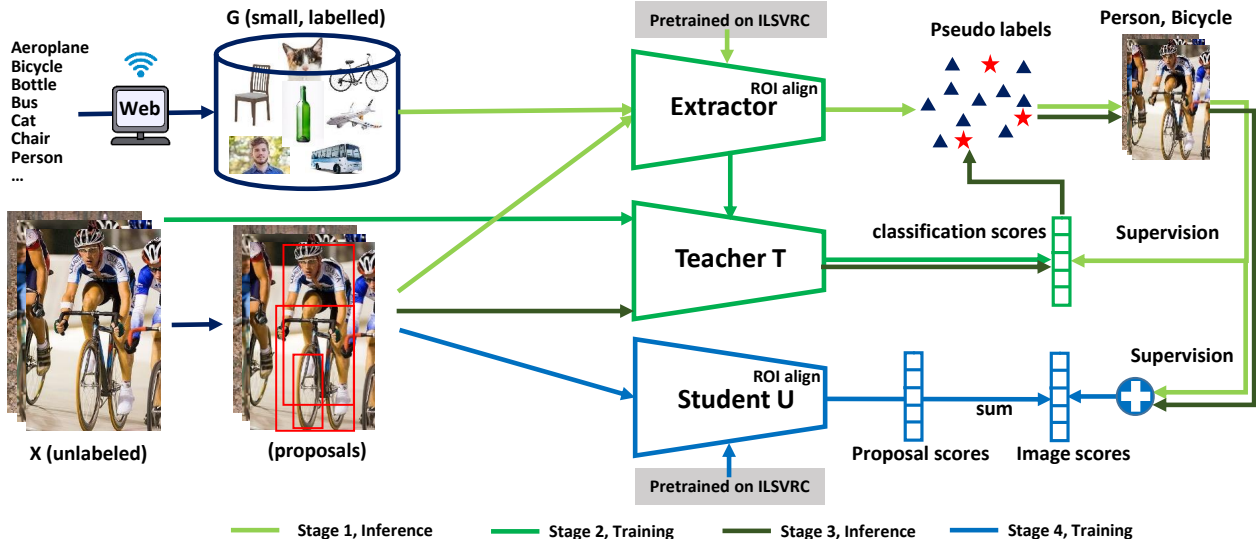 G (small, labelled)
Aeroplane
Bicycle
Bottle
Bus
Cat
Chair
Person
...
Web
Pretrained on ILSVRC
ROI align
Extractor
Pseudo labels
Person, Bicycle
Teacher T
classification scores
Supervision
X (unlabeled)
(proposals)
ROI align
Student U
Pretrained on ILSVRC
Proposal scores
sum
Image scores
Supervision
Stage 1, Inference
Stage 2, Training
Stage 3, Inference
Stage 4, Training